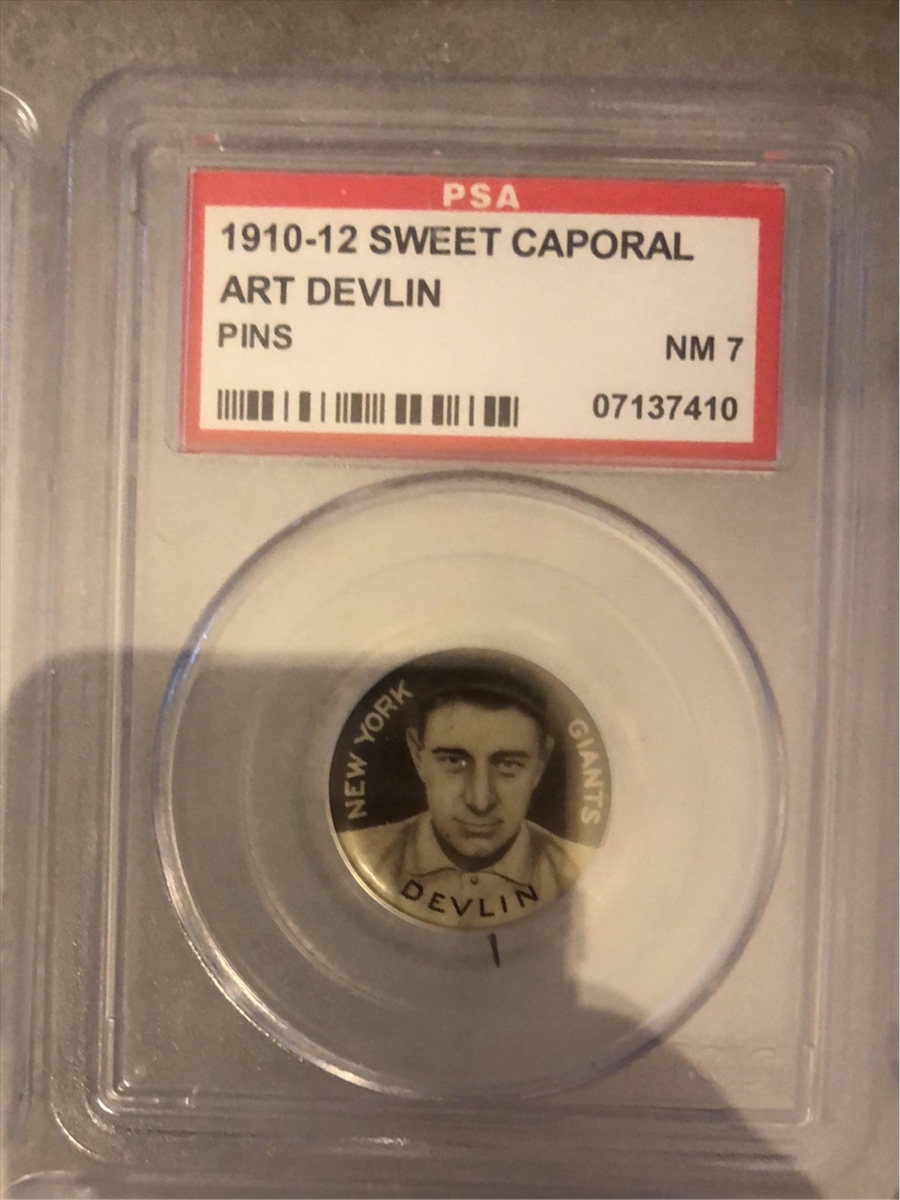 PSA
1910-12 SWEET CAPORAL
ART DEVLIN
PINS
NM 7
07137410
NEW YORK
GIANTS
DEVLIN